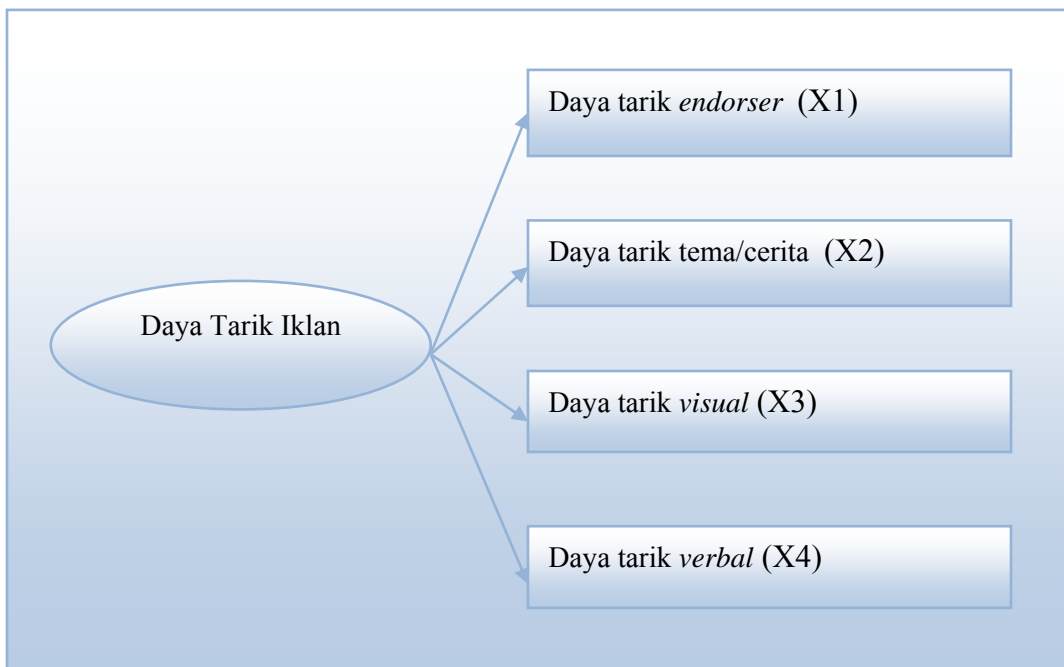 Daya tarik endorser (X1)
Daya tarik tema/cerita (X2)
Daya Tarik Iklan
Daya tarik visual (X3)
Daya tarik verbal (X4)